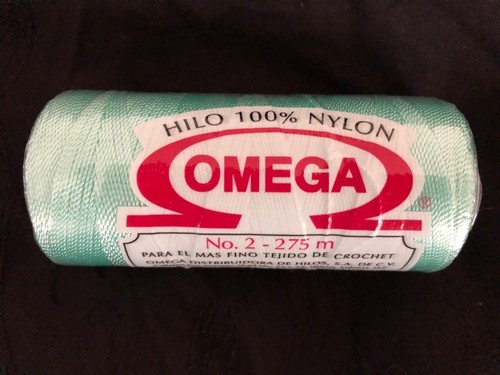 HILO 100% NYLON
OMEGA
®
No. 2 - 275 m
PARA EL MAS FINO TEJIDO DE CROCHET
OMEGA DISTRIBUIDORA DE HILOS, S.A. DE C.V.